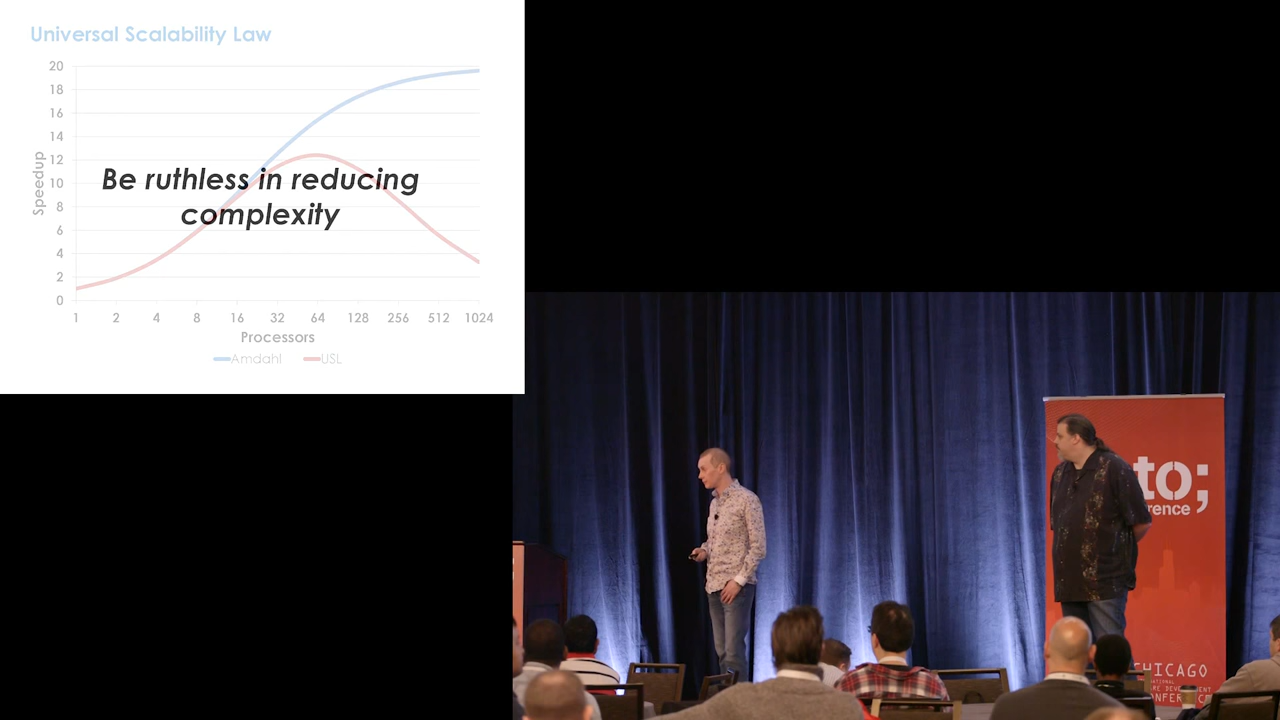 Universal Scalability Law
20
18
16
14
12
10
8
6
4
2
0
Speedup
Be ruthless in reducing
complexity
1 2 4 8 16 32 64 128 256 512 1024
Processors
Amdahl USL
to;
rence
CHICAGO